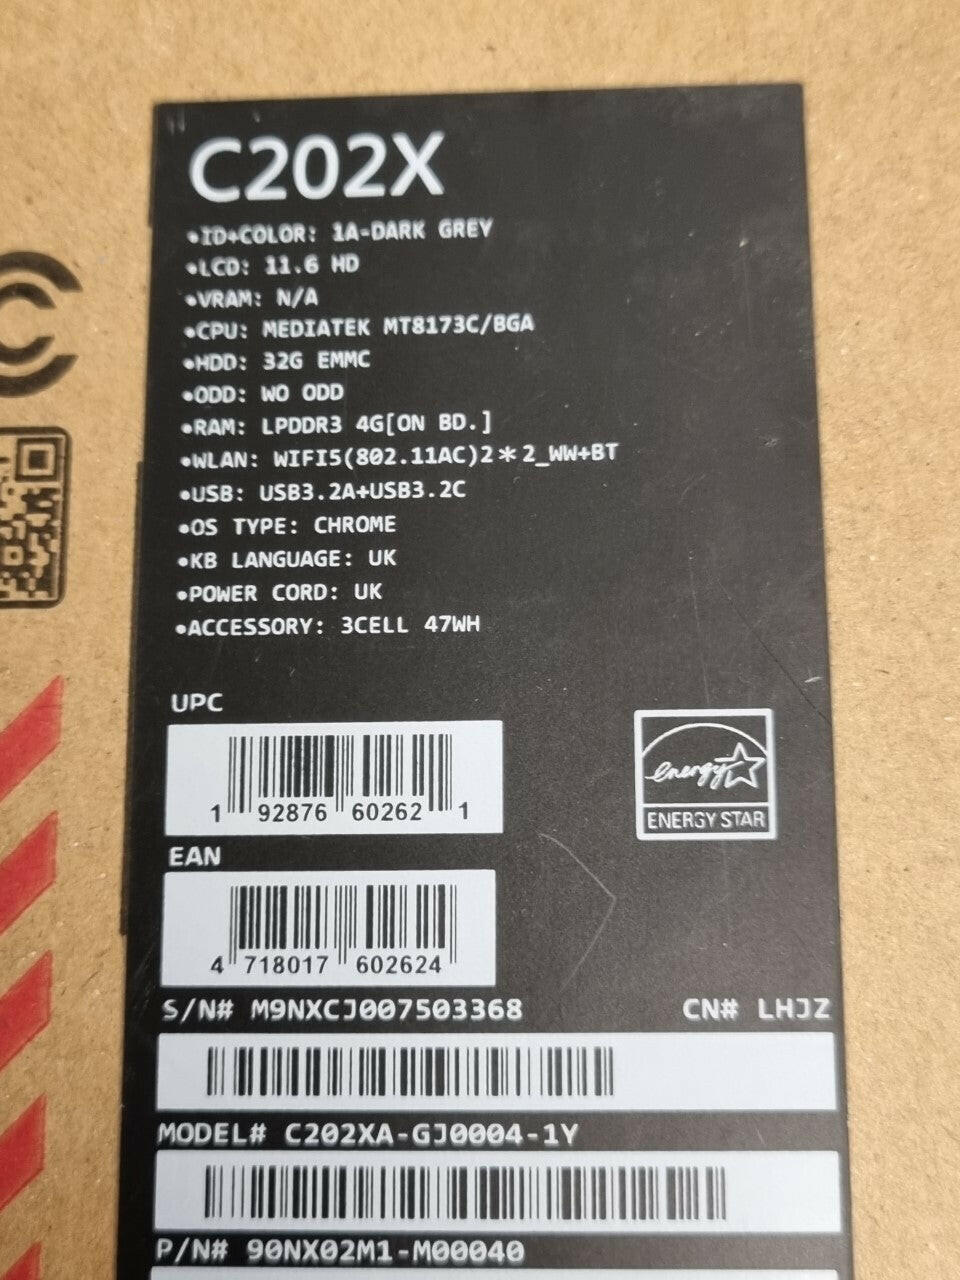 C202X
•ID+COLOR: 1A-DARK GREY
•LCD: 11.6 HD
•VRAM: N/A
•CPU: MEDIATEK MT8173C/BGA
•HDD: 32G EMMC
•ODD: WO ODD
•RAM: LPDDR3 4G[ON BD.]
•WLAN: WIFI5(802.11AC)2*2_WW+BT
•USB: USB3.2A+USB3.2C
•OS TYPE: CHROME
•KB LANGUAGE: UK
•POWER CORD: UK
•ACCESSORY: 3CELL 47WH
UPC
1 92876 60262 1
energy
ENERGY STAR
EAN
4 718017 602624
S/N# M9NXCJ007503368 CN# LHJZ
MODEL# C202XA-GJ0004-1Y
P/N# 90NX02M1-M00040